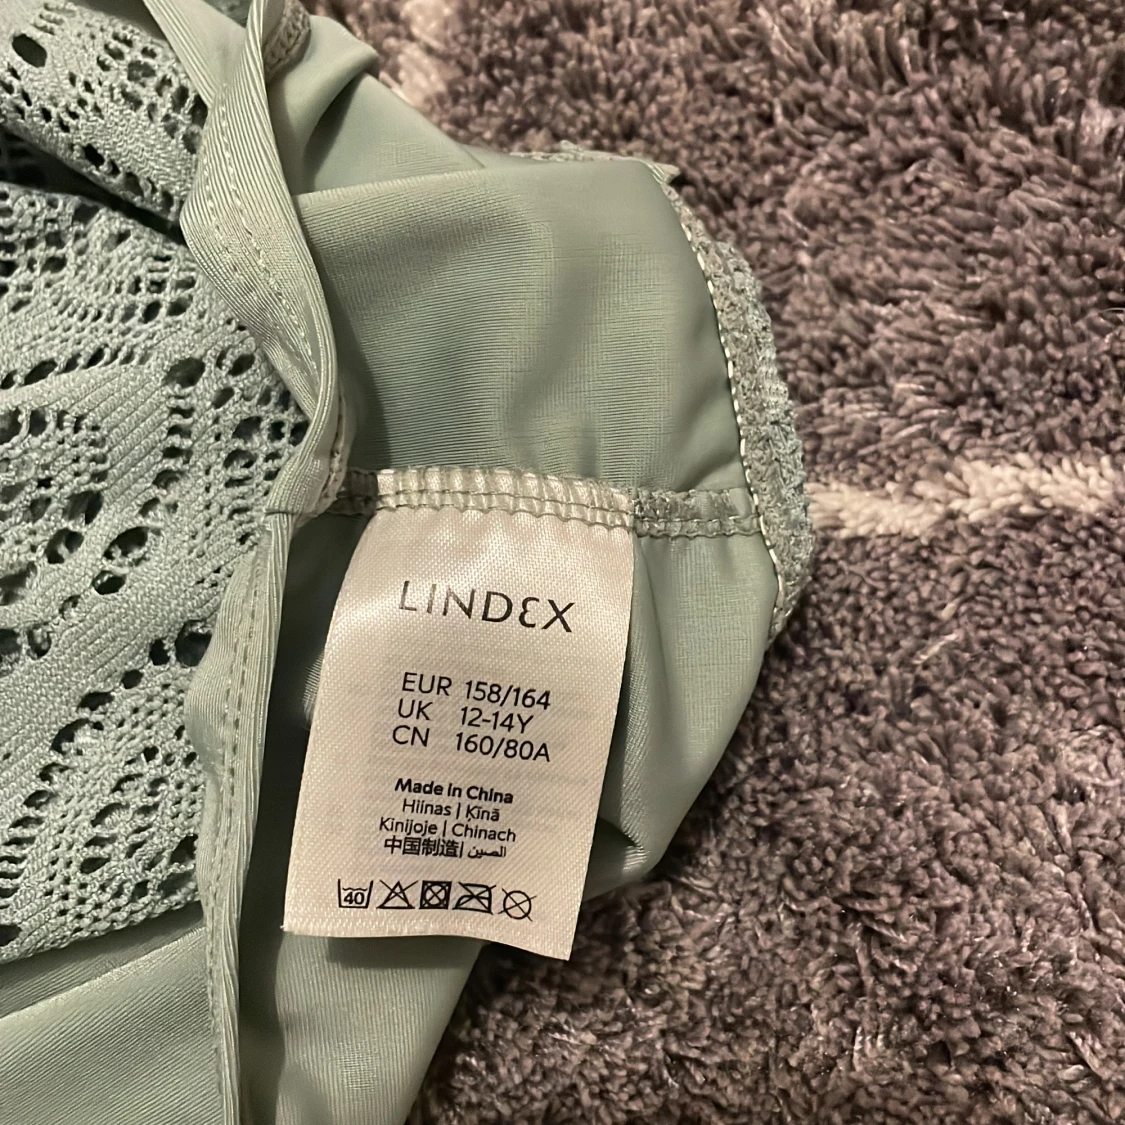 LINDEX
EUR 158/164
UK 12-14Y
CN 160/80A
Made in China
Hiinas | Ķīnā
Kinijoje | Chinach
中国制造| الصين
40